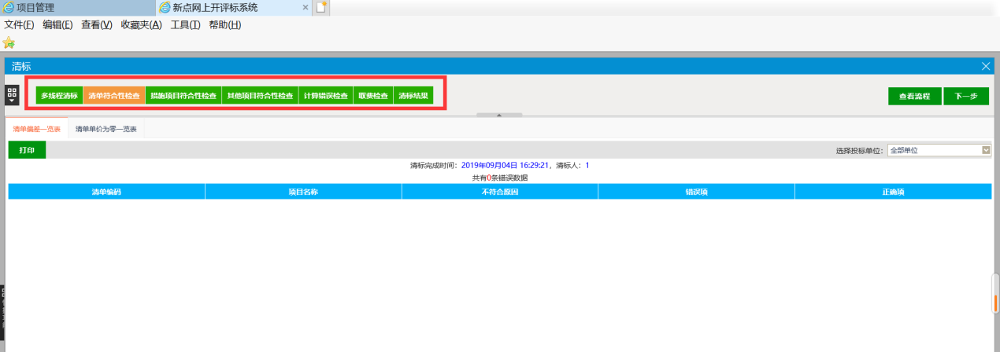 项目管理 新点网上开评标系统
文件(F) 编辑(E) 查看(V) 收藏夹(A) 工具(T) 帮助(H)
清标
多线程清标 清单符合性检查 措施项目符合性检查 其他项目符合性检查 计算错误检查 取费检查 清标结果 查看流程 下一步
清单偏差一览表 清单单价为零一览表
打印 选择投标单位: 全部单位
清标完成时间: 2019年09月04日 16:29:21, 清标人: 1
共有0条错误数据
清单编码 项目名称 不符合原因 错误项 正确项